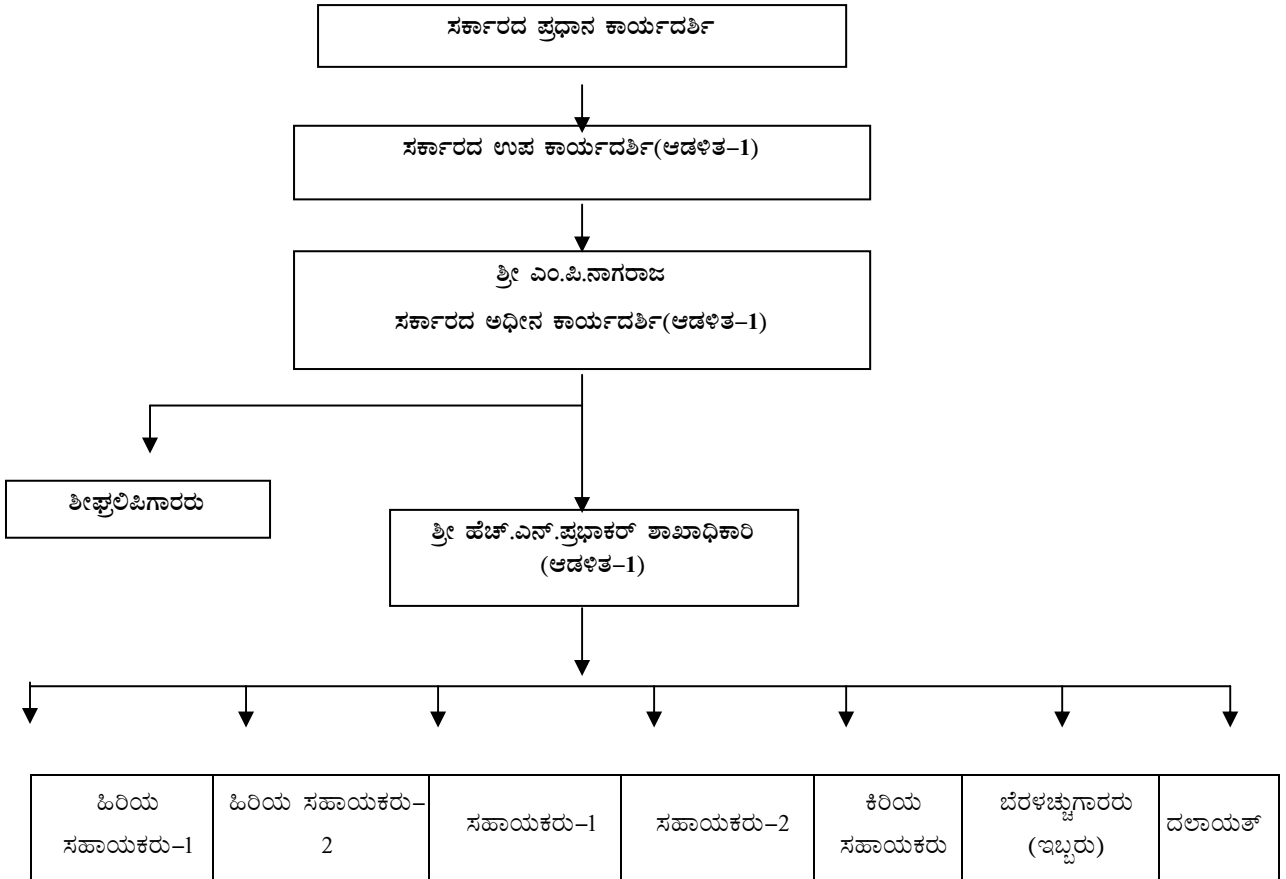 ಸರ್ಕಾರದ ಪ್ರಧಾನ ಕಾರ್ಯದರ್ಶಿ
ಸರ್ಕಾರದ ಉಪ ಕಾರ್ಯದರ್ಶಿ(ಆಡಳಿತ–1)
ಶ್ರೀ ಎಂ.ಪಿ.ನಾಗರಾಜ
ಸರ್ಕಾರದ ಅಧೀನ ಕಾರ್ಯದರ್ಶಿ(ಆಡಳಿತ–1)
ಶೀಘ್ರಲಿಪಿಗಾರರು
ಶ್ರೀ ಹೆಚ್.ಎನ್.ಪ್ರಭಾಕರ್ ಶಾಖಾಧಿಕಾರಿ
(ಆಡಳಿತ–1)
ಹಿರಿಯ
ಸಹಾಯಕರು–1
ಹಿರಿಯ ಸಹಾಯಕರು–
2
ಸಹಾಯಕರು–1
ಸಹಾಯಕರು–2
ಕಿರಿಯ
ಸಹಾಯಕರು
ಬೆರಳಚ್ಚುಗಾರರು
(ಇಬ್ಬರು)
ದಲಾಯತ್